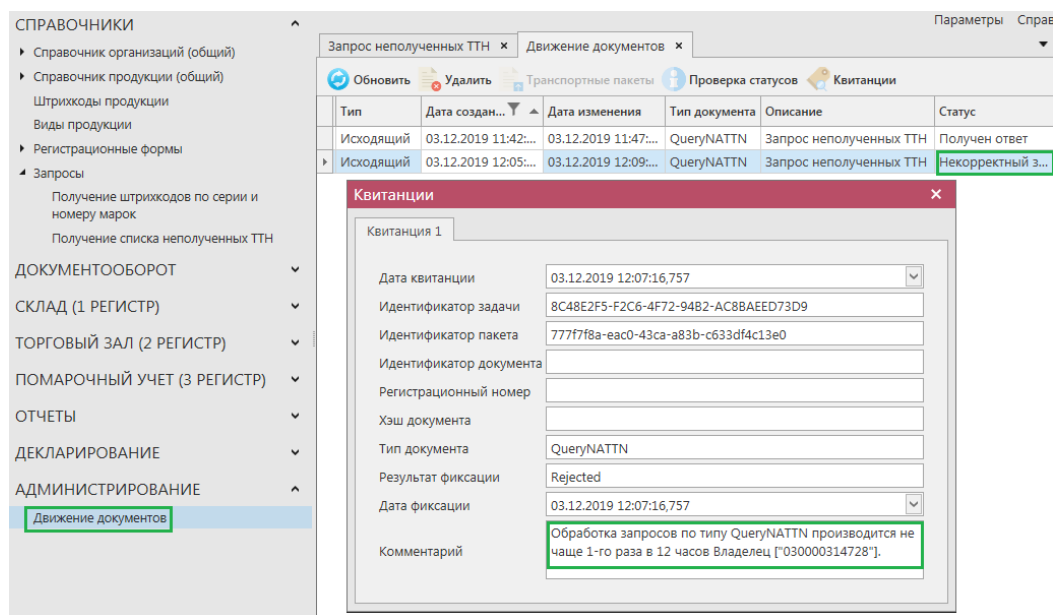 СПРАВОЧНИКИ
Справочник организаций (общий)
Справочник продукции (общий)
Штрихкоды продукции
Виды продукции
Регистрационные формы
Запросы
Получение штрихкодов по серии и
номеру марок
Получение списка неполученных ТТН
ДОКУМЕНТООБОРОТ
СКЛАД (1 РЕГИСТР)
ТОРГОВЫЙ ЗАЛ (2 РЕГИСТР)
ПОМАРОЧНЫЙ УЧЕТ (3 РЕГИСТР)
ОТЧЕТЫ
ДЕКЛАРИРОВАНИЕ
АДМИНИСТРИРОВАНИЕ
Движение документов
Параметры Справ
Запрос неполученных ТТН × Движение документов ×
Обновить Удалить Транспортные пакеты Проверка статусов Квитанции
Тип Дата создан... Дата изменения Тип документа Описание Статус
Исходящий 03.12.2019 11:42:... 03.12.2019 11:47:... QueryNATTN Запрос неполученных ТТН Получен ответ
Исходящий 03.12.2019 12:05:... 03.12.2019 12:09:... QueryNATTN Запрос неполученных ТТН Некорректный з...
Квитанции ×
Квитанция 1
Дата квитанции 03.12.2019 12:07:16,757
Идентификатор задачи 8C48E2F5-F2C6-4F72-94B2-AC8BAEED73D9
Идентификатор пакета 777f7f8a-eac0-43ca-a83b-c633df4c13e0
Идентификатор документа
Регистрационный номер
Хэш документа
Тип документа QueryNATTN
Результат фиксации Rejected
Дата фиксации 03.12.2019 12:07:16,757
Комментарий Обработка запросов по типу QueryNATTN производится не
чаще 1-го раза в 12 часов Владелец ["030000314728"].